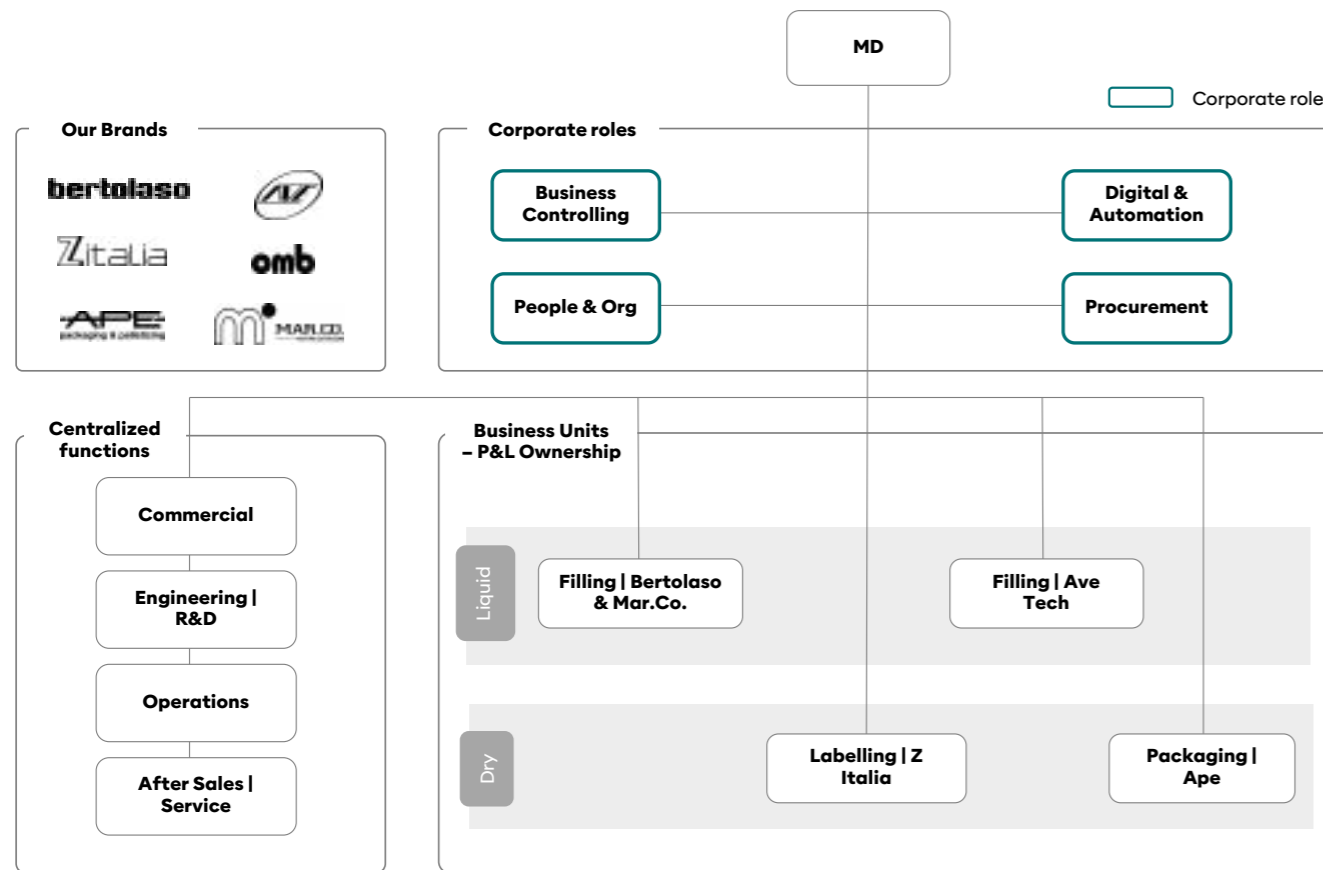 MD
Corporate role
Our Brands
bertolaso
Zitalia
omb
APE
packaging & palletizing
MAR.CO.
Corporate roles
Business
Controlling
Digital &
Automation
People & Org
Procurement
Centralized
functions
Commercial
Engineering |
R&D
Operations
After Sales |
Service
Business Units
– P&L Ownership
Liquid
Filling | Bertolaso
& Mar.Co.
Filling | Ave
Tech
Dry
Labelling | Z
Italia
Packaging |
Ape